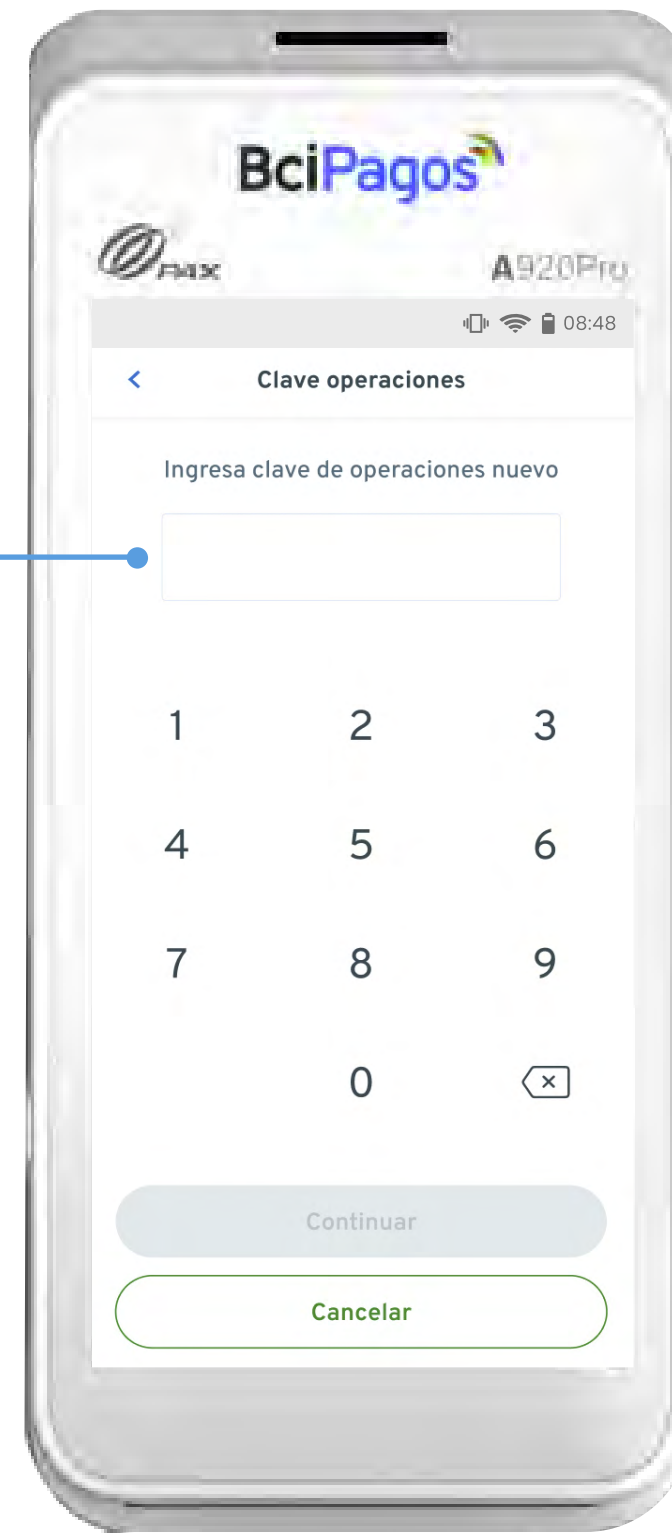 BciPagos
pax
A920Pro
08:48
Clave operaciones
Ingresa clave de operaciones nuevo
1 2 3
4 5 6
7 8 9
0
Continuar
Cancelar